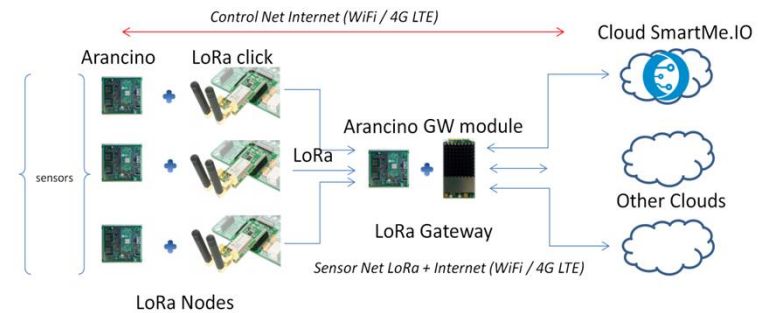 Control Net Internet (WiFi / 4G LTE)
Cloud SmartMe.IO
Arancino
LoRa click
Arancino GW module
LoRa
sensors
Other Clouds
LoRa Gateway
Sensor Net LoRa + Internet (WiFi / 4G LTE)
LoRa Nodes